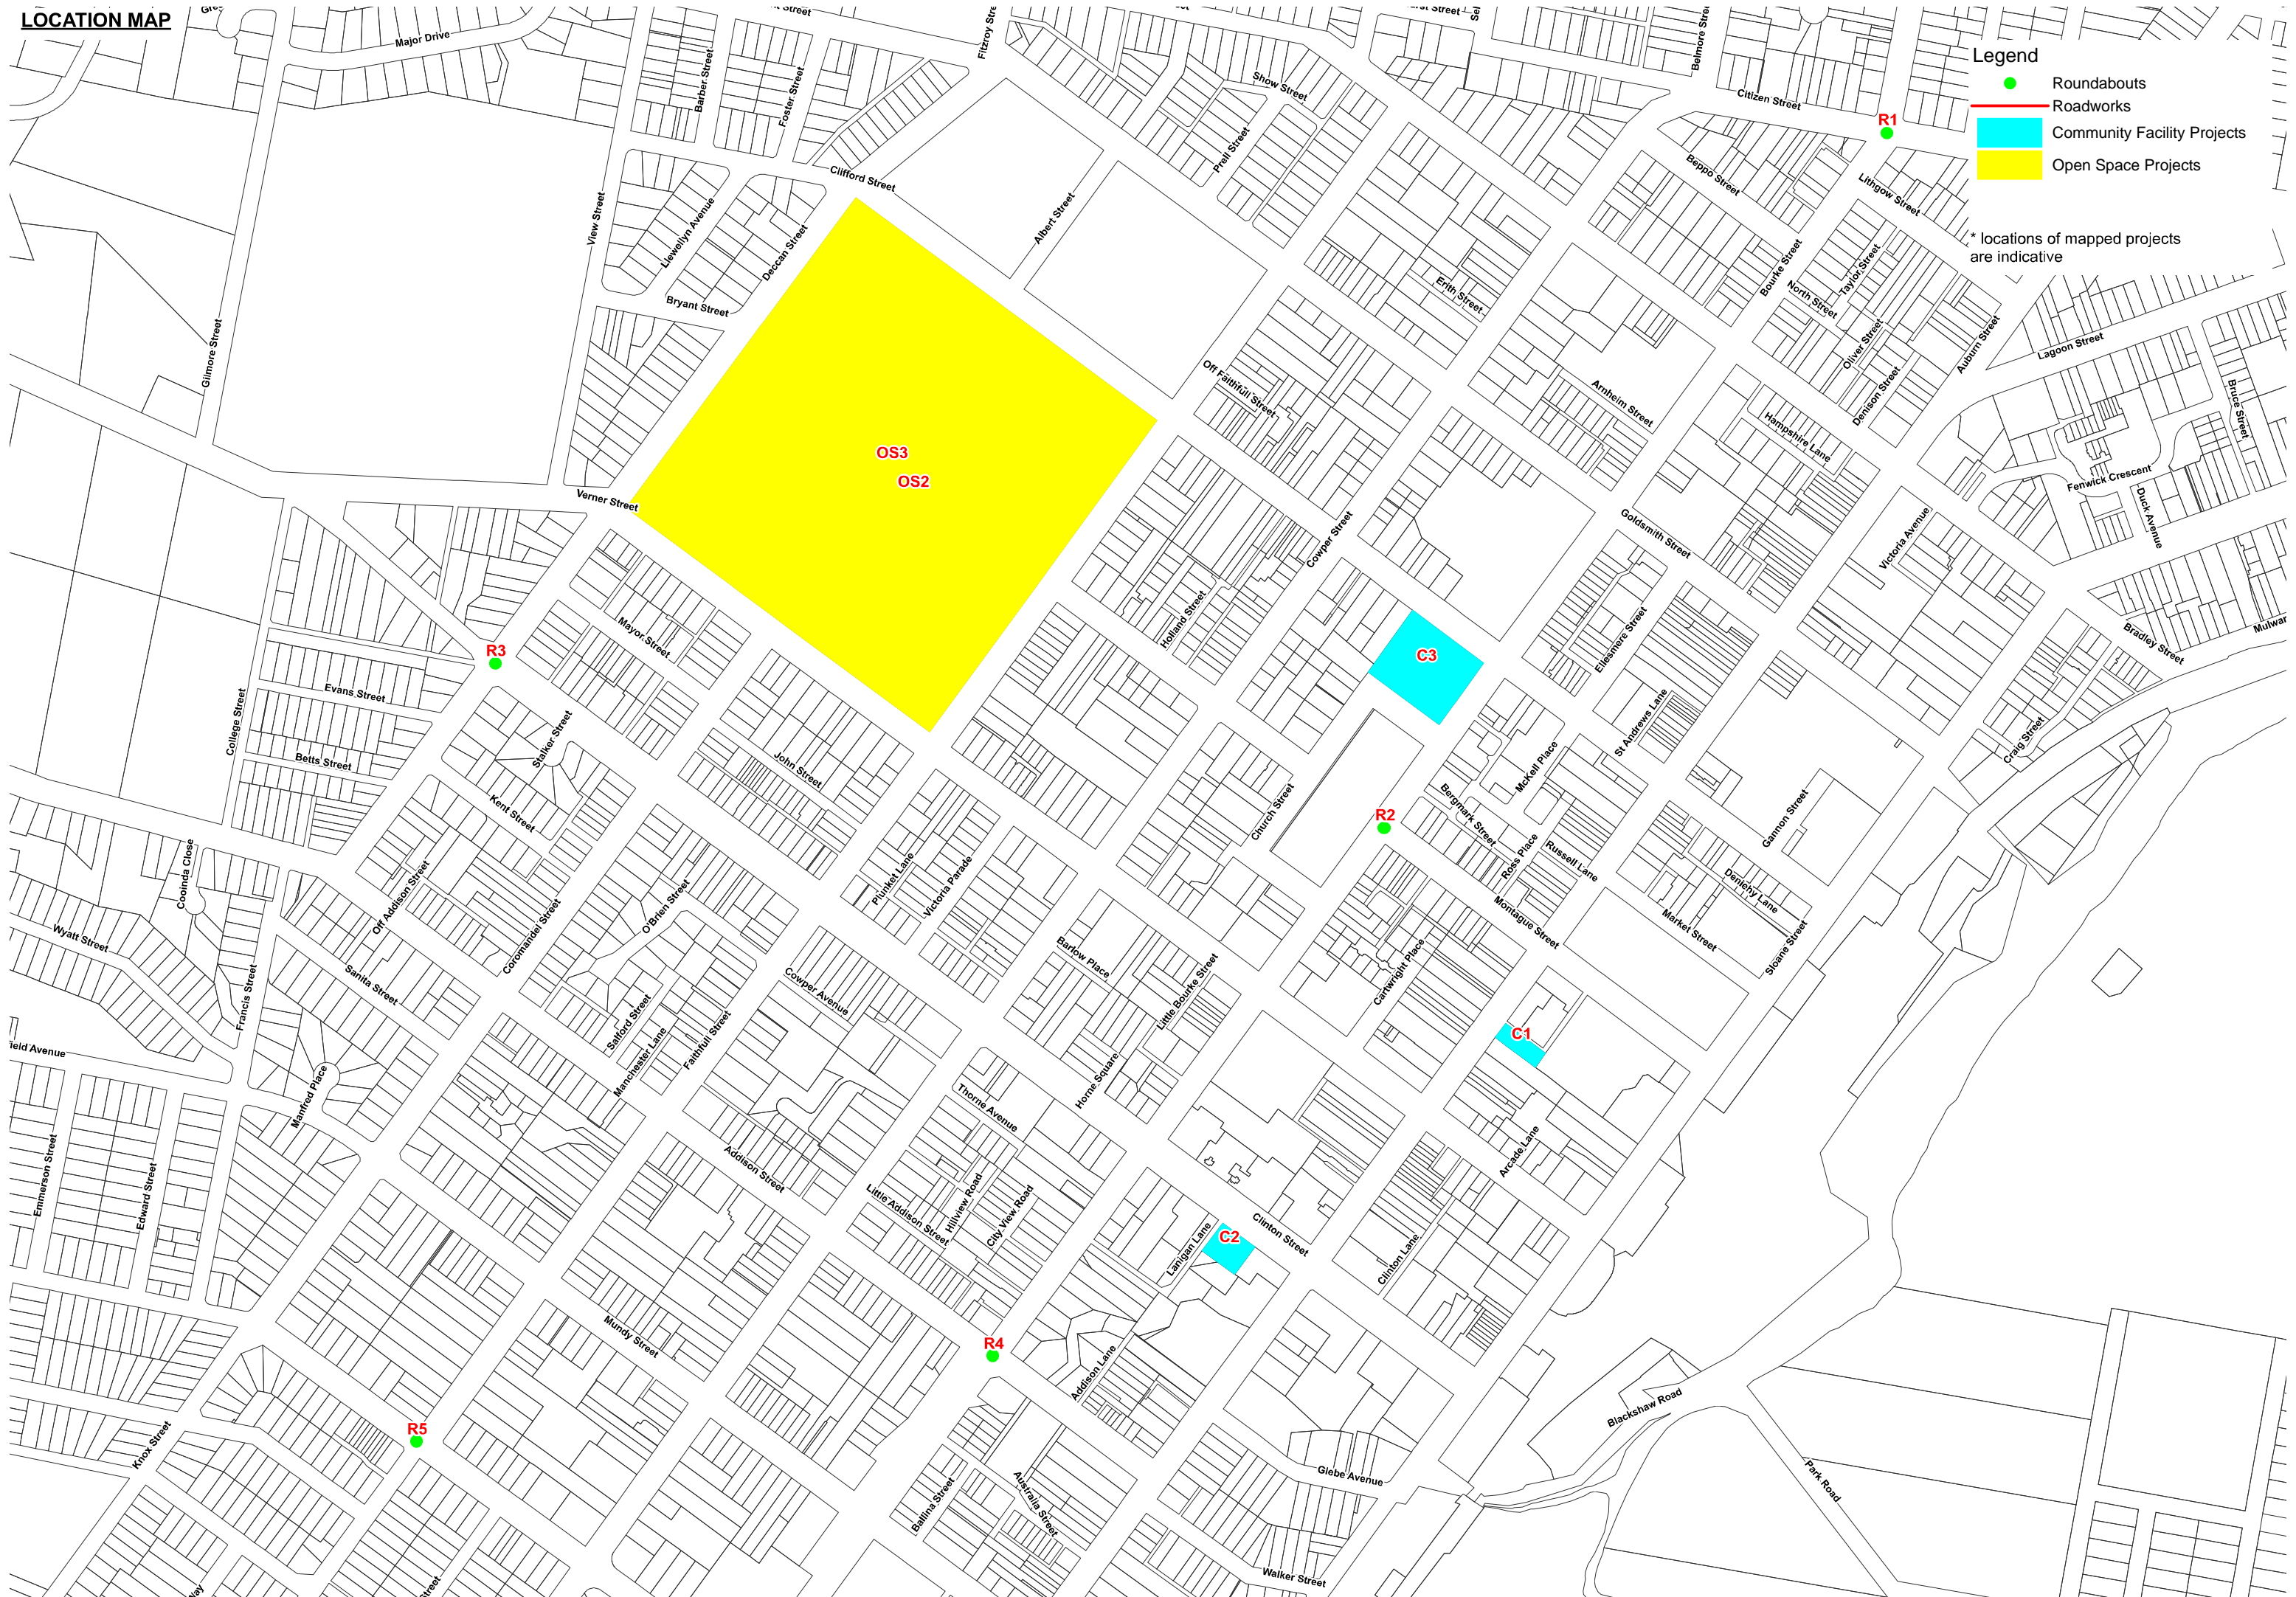 LOCATION MAP
Major Drive
Barber Street
Foster Street
Show Street
Prell Street
Citizen Street
R1
Legend
Roundabouts
Roadworks
Community Facility Projects
Open Space Projects
* locations of mapped projects
are indicative
Beppo Street
Lithgow Street
Clifford Street
Albert Street
View Street
Llewellyn Avenue
Deccan Street
Bryant Street
Gilmore Street
Erith Street
Bourke Street
Taylor Street
North Street
Oliver Street
Auburn Street
Denison Street
Lagoon Street
Bruce Street
Off Faithfull Street
Arnheim Street
Hampshire Lane
Fenwick Crescent
Duck Avenue
OS3
OS2
Verner Street
Cowper Street
Goldsmith Street
Victoria Avenue
Holland Street
Ellesmere Street
Mayor Street
R3
C3
Bradley Street
Evans Street
College Street
Stalker Street
Betts Street
John Street
St Andrews Lane
McKell Place
Craig Street
Kent Street
Church Street
R2
Bergmark Street
Gannon Street
Ross Place
Russell Lane
Cooinda Close
Off Addison Street
O'Brien Street
Plunket Lane
Victoria Parade
Deniehy Lane
Montague Street
Market Street
Wyatt Street
Coromandel Street
Barlow Place
Sloane Street
Sanita Street
Francis Street
Cowper Avenue
Little Bourke Street
Cartwright Place
Salford Street
Manchester Lane
Faithfull Street
C1
Manfred Place
Horne Square
Thorne Avenue
Emmerson Street
Edward Street
Addison Street
Arcade Lane
Little Addison Street
Hillview Road
City View Road
Lanigan Lane
C2
Clinton Street
Clinton Lane
Mundy Street
R4
Addison Lane
Blackshaw Road
R5
Knox Street
Glebe Avenue
Park Road
Ballina Street
Australia Street
Walker Street